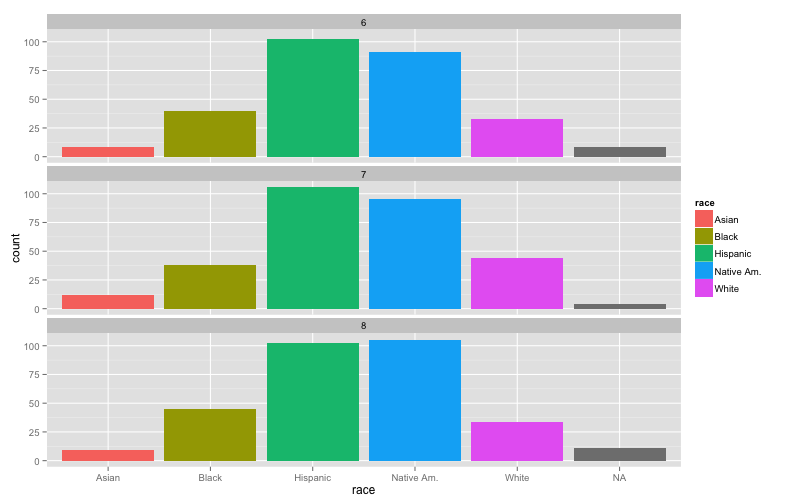 6
100
75
50
25
0
7
100
75
50
25
0
8
100
75
50
25
0
count
Asian Black Hispanic Native Am. White NA
race
race
Asian
Black
Hispanic
Native Am.
White